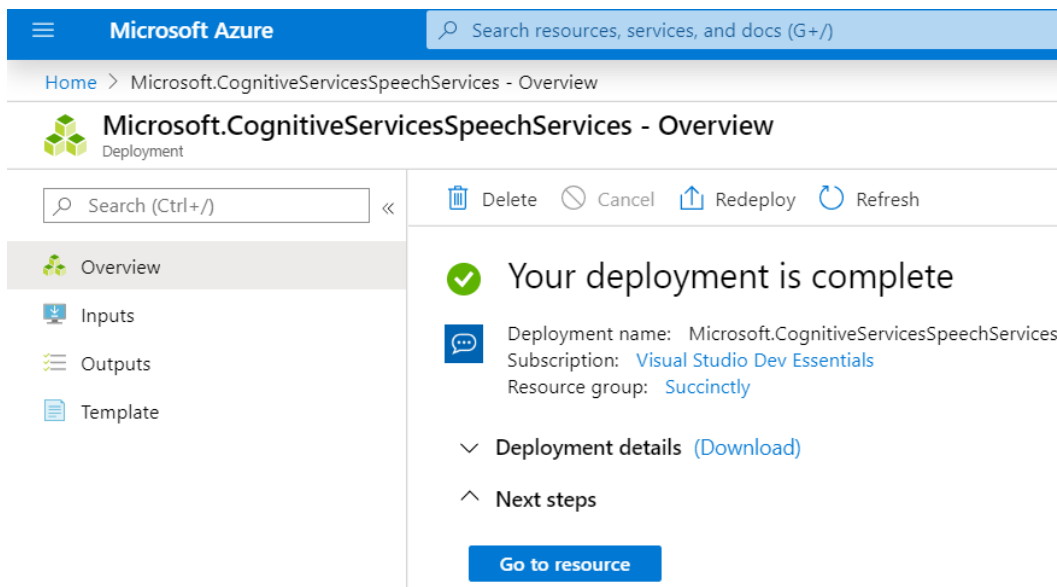 Microsoft Azure
Search resources, services, and docs (G+/)
Home > Microsoft.CognitiveServicesSpeechServices - Overview
Microsoft.CognitiveServicesSpeechServices - Overview
Deployment
Search (Ctrl+/)
«
Delete
Cancel
Redeploy
Refresh
Overview
Inputs
Outputs
Template
Your deployment is complete
Deployment name: Microsoft.CognitiveServicesSpeechServices
Subscription: Visual Studio Dev Essentials
Resource group: Succinctly
Deployment details (Download)
Next steps
Go to resource